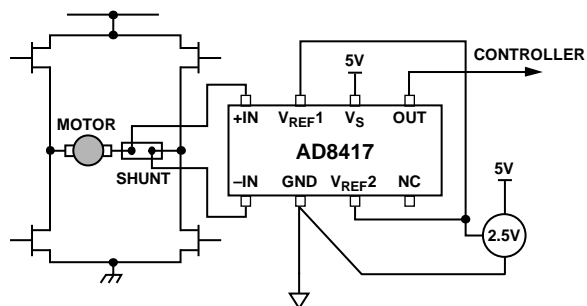 5V
CONTROLLER
+IN VREF1 VS OUT
MOTOR
AD8417
SHUNT
–IN GND VREF2 NC
5V
2.5V